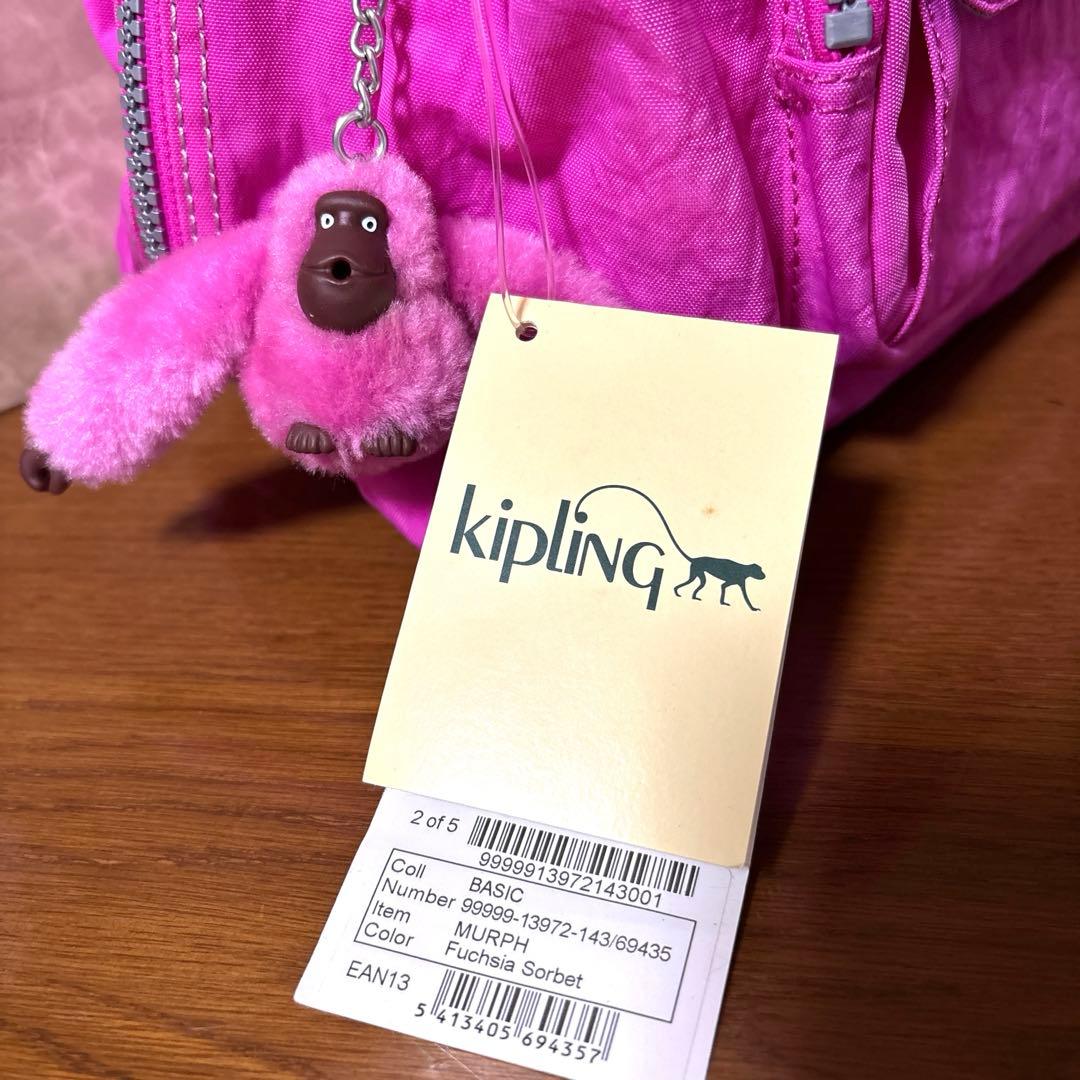 kipling
2 of 5
9999913972143001
Coll BASIC
Number 99999-13972-143/69435
Item MURPH
Color Fuchsia Sorbet
EAN13
5 413405 694357